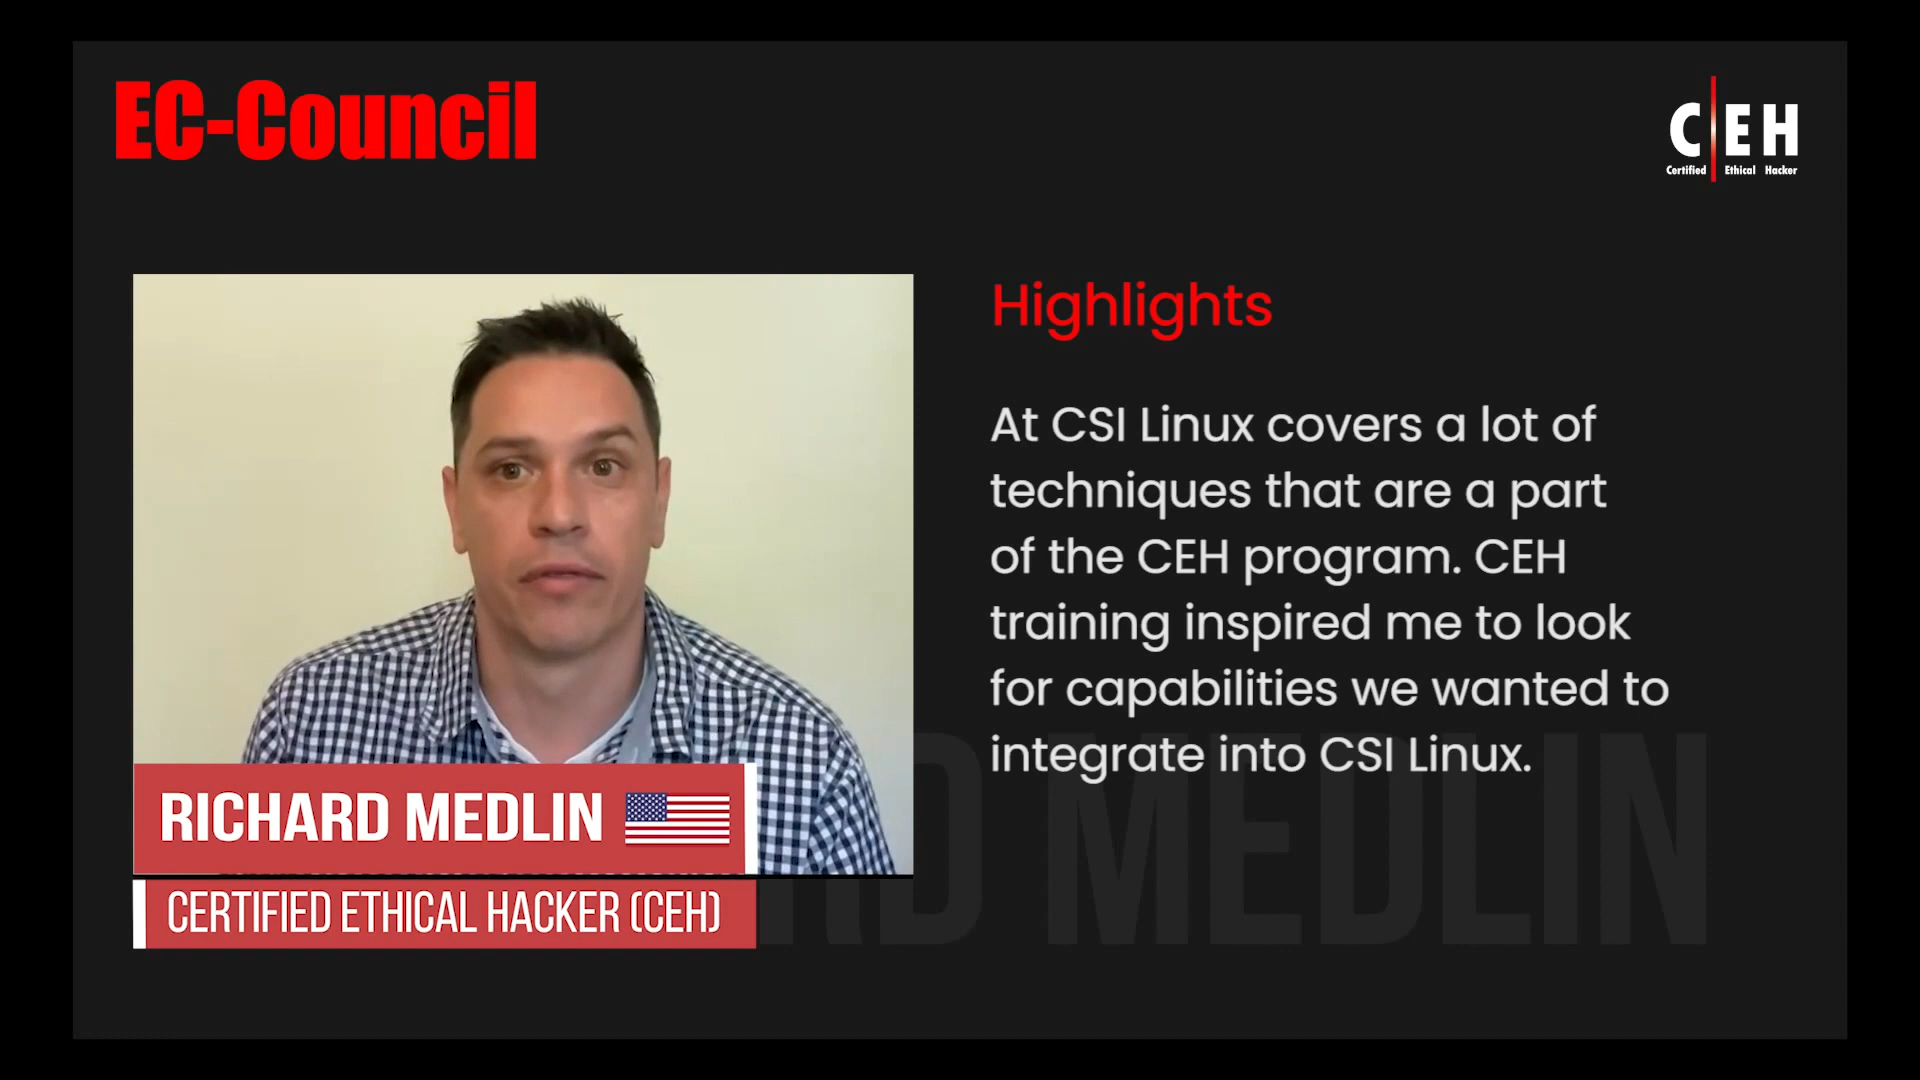 EC-Council
C|EH
Certified Ethical Hacker
Highlights
At CSI Linux covers a lot of
techniques that are a part
of the CEH program. CEH
training inspired me to look
for capabilities we wanted to
integrate into CSI Linux.
RD MEDLIN
RICHARD MEDLIN
CERTIFIED ETHICAL HACKER (CEH)